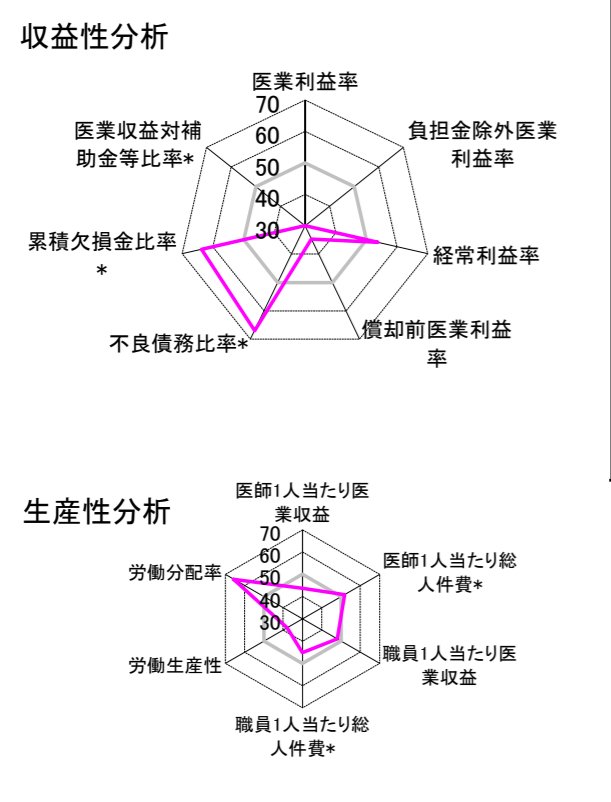 収益性分析
医業利益率
負担金除外医業
利益率
経常利益率
償却前医業利益
率
不良債務比率*
累積欠損金比率
*
医業収益対補
助金等比率*
70
60
50
40
30
生産性分析
医師1人当たり医
業収益
医師1人当たり総
人件費*
職員1人当たり医
業収益
職員1人当たり総
人件費*
労働生産性
労働分配率
70
60
50
40
30